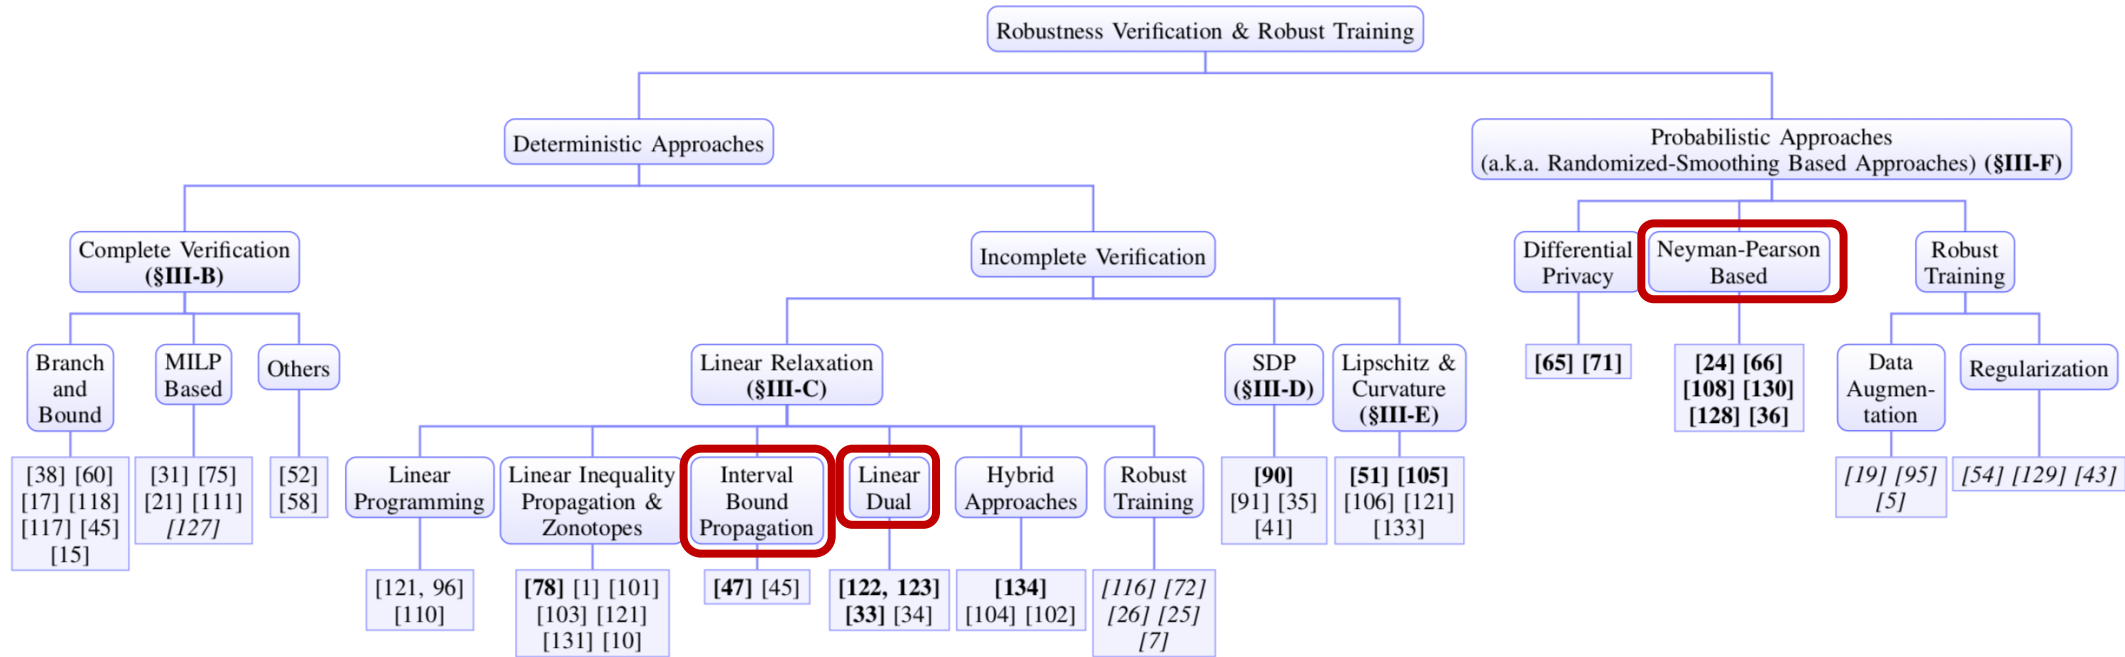 Robustness Verification & Robust Training
Deterministic Approaches
Probabilistic Approaches
(a.k.a. Randomized-Smoothing Based Approaches) (§III-F)
Complete Verification
(§III-B)
Incomplete Verification
Differential
Privacy
Neyman-Pearson
Based
Robust
Training
Branch
and
Bound
MILP
Based
Others
Linear Relaxation
(§III-C)
SDP
(§III-D)
Lipschitz &
Curvature
(§III-E)
[65] [71]
[24] [66]
[108] [130]
[128] [36]
Data
Augmen-
tation
Regularization
[38] [60]
[17] [118]
[117] [45]
[15]
[31] [75]
[21] [111]
[127]
[52]
[58]
Linear
Programming
Linear Inequality
Propagation &
Zonotopes
Interval
Bound
Propagation
Linear
Dual
Hybrid
Approaches
Robust
Training
[90]
[91] [35]
[41]
[51] [105]
[106] [121]
[133]
[19] [95]
[5]
[54] [129] [43]
[121, 96]
[110]
[78] [1] [101]
[103] [121]
[131] [10]
[47] [45]
[122, 123]
[33] [34]
[134]
[104] [102]
[116] [72]
[26] [25]
[7]